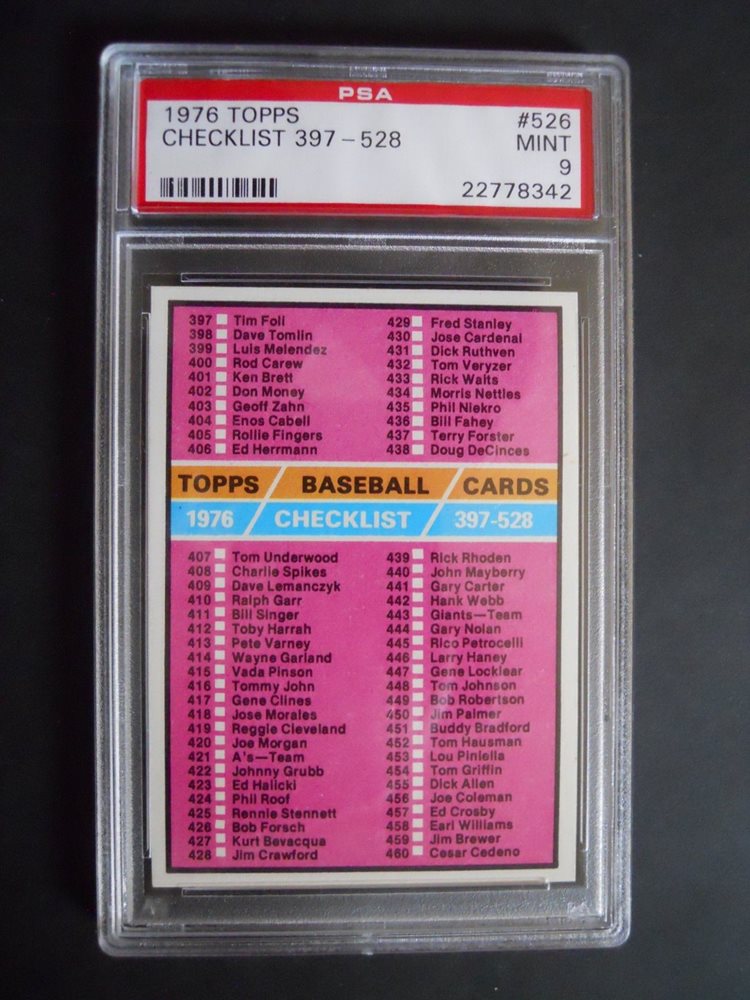 PSA
1976 TOPPS #526
CHECKLIST 397-528 MINT
9
22778342
397 Tim Foli
398 Dave Tomlin
399 Luis Melendez
400 Rod Carew
401 Ken Brett
402 Don Money
403 Geoff Zahn
404 Enos Cabell
405 Rollie Fingers
406 Ed Herrmann
429 Fred Stanley
430 Jose Cardenal
431 Dick Ruthven
432 Tom Veryzer
433 Rick Waits
434 Morris Nettles
435 Phil Niekro
436 Bill Fahey
437 Terry Forster
438 Doug DeCinces
TOPPS BASEBALL CARDS
1976 CHECKLIST 397-528
407 Tom Underwood
408 Charlie Spikes
409 Dave Lemanczyk
410 Ralph Garr
411 Bill Singer
412 Toby Harrah
413 Pete Varney
414 Wayne Garland
415 Vada Pinson
416 Tommy John
417 Gene Clines
418 Jose Morales
419 Reggie Cleveland
420 Joe Morgan
421 A's—Team
422 Johnny Grubb
423 Ed Halicki
424 Phil Roof
425 Rennie Stennett
426 Bob Forsch
427 Kurt Bevacqua
428 Jim Crawford
439 Rick Rhoden
440 John Mayberry
441 Gary Carter
442 Hank Webb
443 Giants—Team
444 Gary Nolan
445 Rico Petrocelli
446 Larry Haney
447 Gene Locklear
448 Tom Johnson
449 Bob Robertson
450 Jim Palmer
451 Buddy Bradford
452 Tom Hausman
453 Lou Piniella
454 Tom Griffin
455 Dick Allen
456 Joe Coleman
457 Ed Crosby
458 Earl Williams
459 Jim Brewer
460 Cesar Cedeno